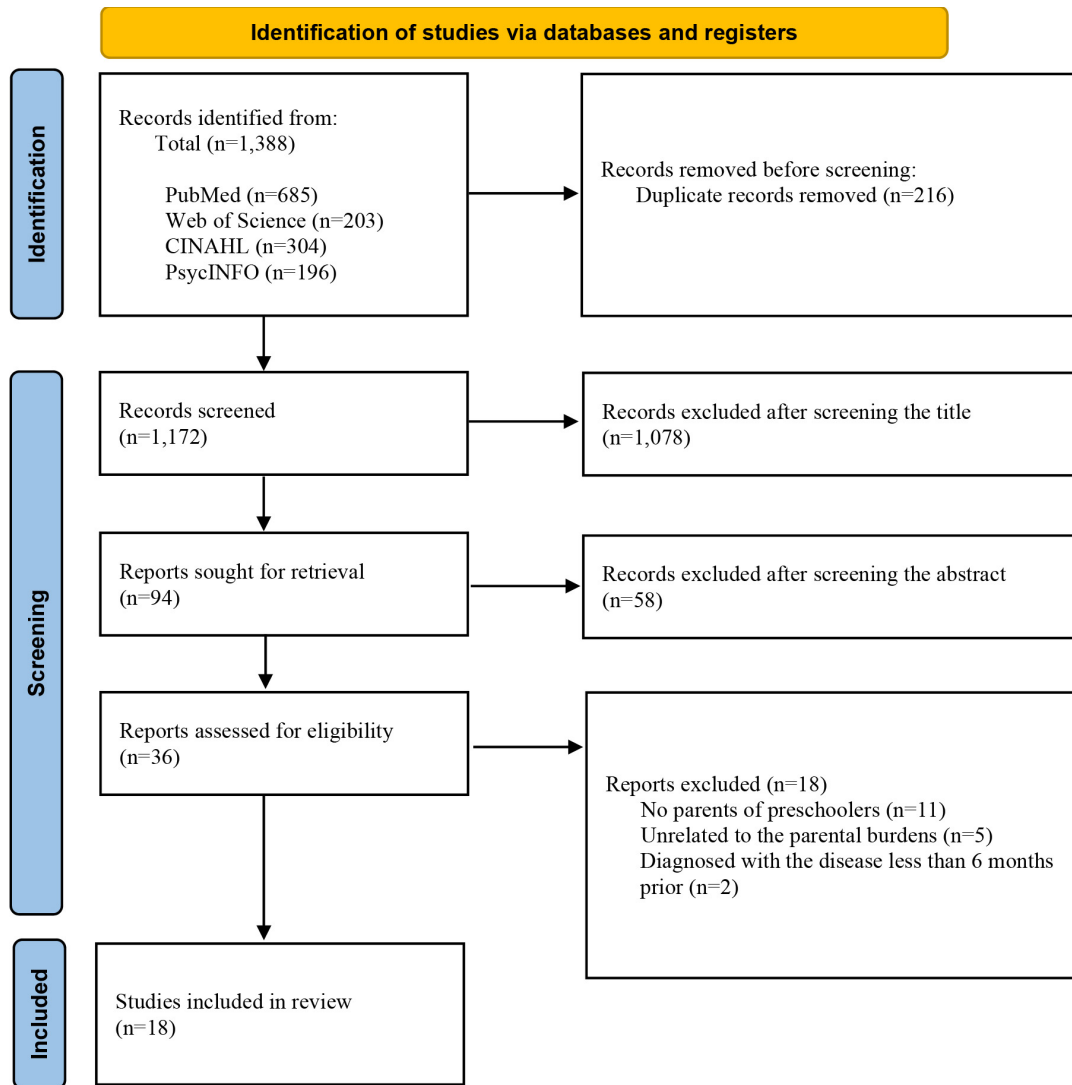 Identification of studies via databases and registers
Identification
Records identified from:
Total (n=1,388)
PubMed (n=685)
Web of Science (n=203)
CINAHL (n=304)
PsycINFO (n=196)
Records removed before screening:
Duplicate records removed (n=216)
Screening
Records screened
(n=1,172)
Records excluded after screening the title
(n=1,078)
Reports sought for retrieval
(n=94)
Records excluded after screening the abstract
(n=58)
Reports assessed for eligibility
(n=36)
Reports excluded (n=18)
No parents of preschoolers (n=11)
Unrelated to the parental burdens (n=5)
Diagnosed with the disease less than 6 months
prior (n=2)
Included
Studies included in review
(n=18)